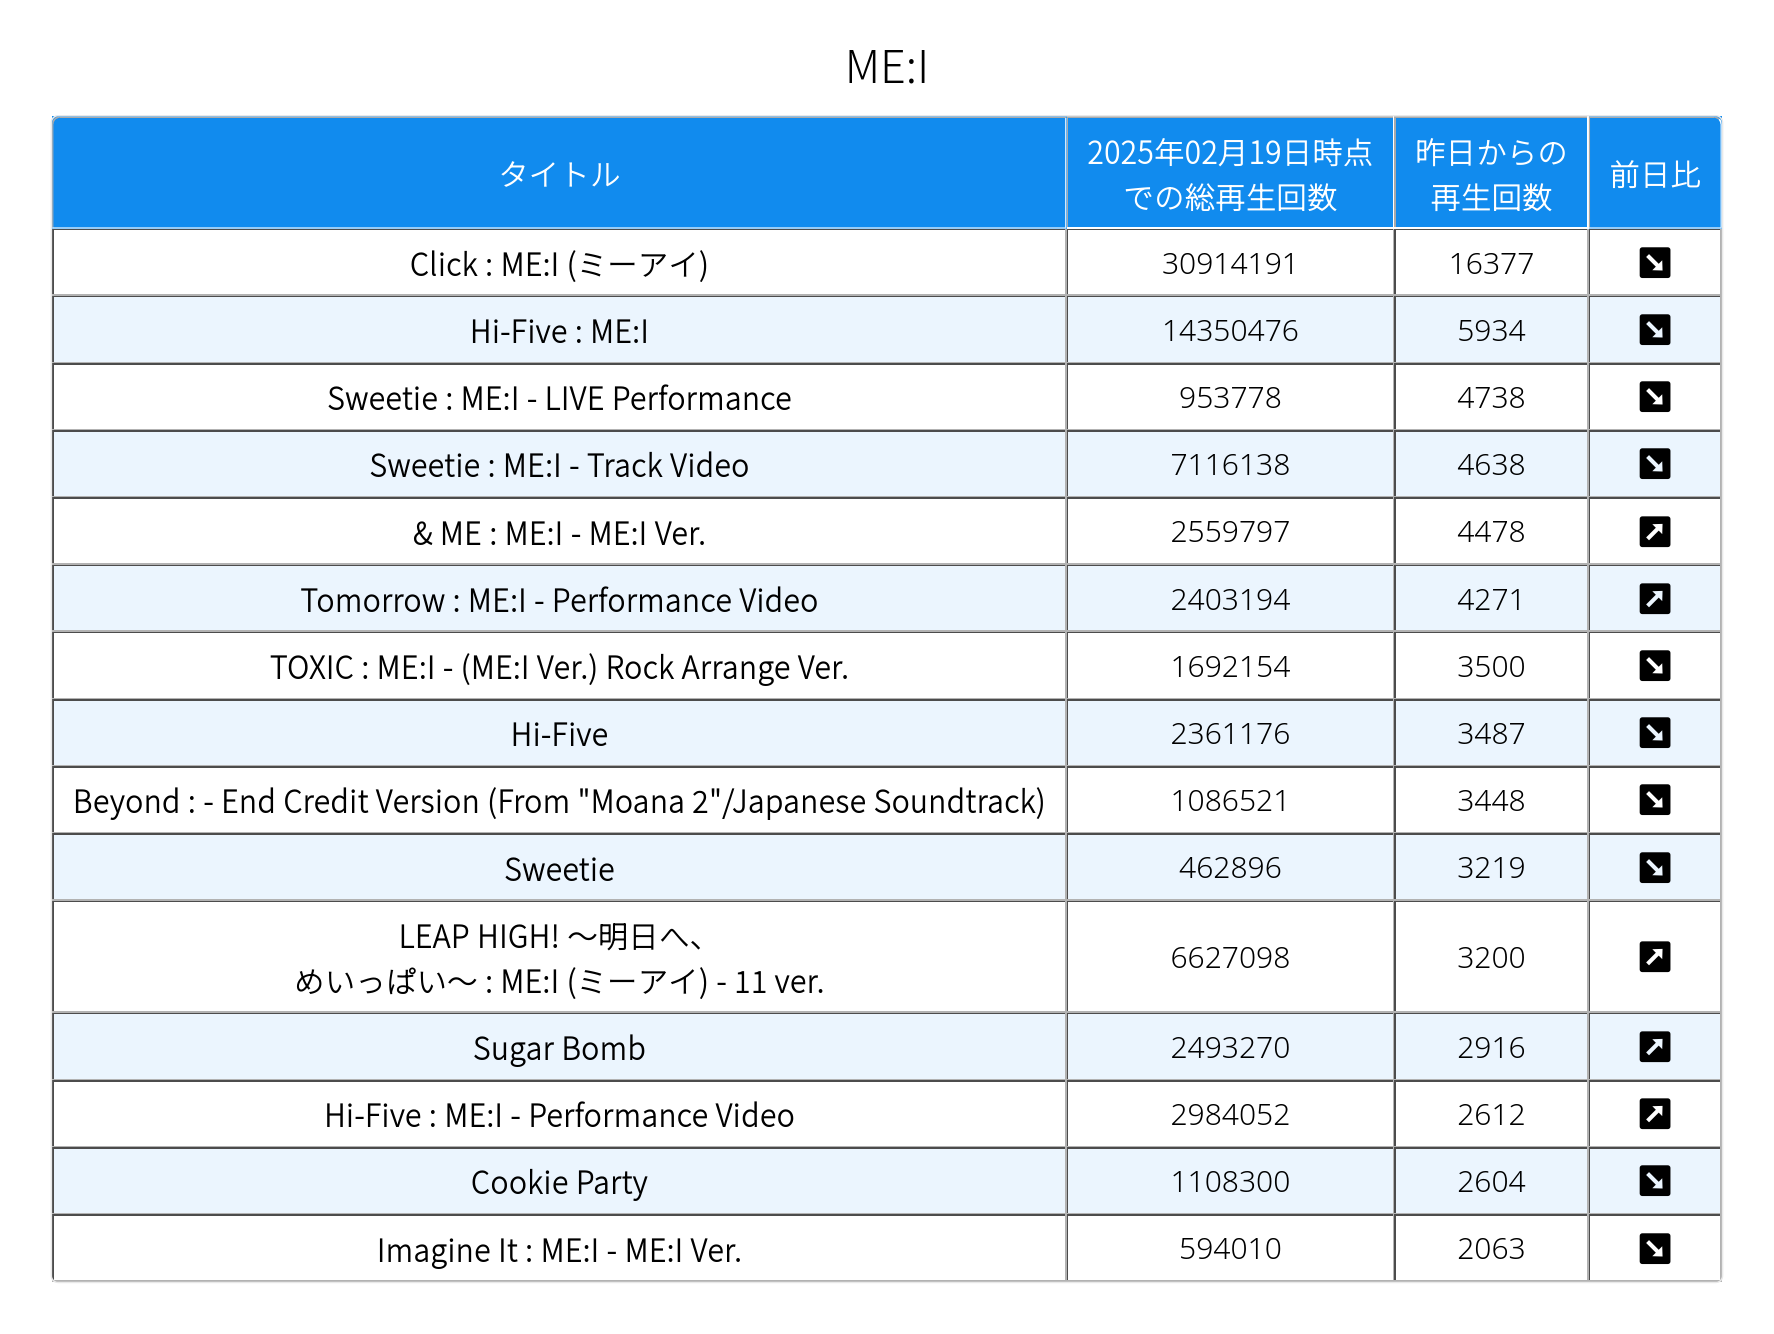 ME:I
タイトル
2025年02月19日時点
での総再生回数
昨日からの
再生回数
前日比
Click : ME:I (ミーアイ) 30914191 16377
Hi-Five : ME:I 14350476 5934
Sweetie : ME:I - LIVE Performance 953778 4738
Sweetie : ME:I - Track Video 7116138 4638
& ME : ME:I - ME:I Ver. 2559797 4478
Tomorrow : ME:I - Performance Video 2403194 4271
TOXIC : ME:I - (ME:I Ver.) Rock Arrange Ver. 1692154 3500
Hi-Five 2361176 3487
Beyond : - End Credit Version (From "Moana 2"/Japanese Soundtrack) 1086521 3448
Sweetie 462896 3219
LEAP HIGH! 〜明日へ、
めいっぱい〜 : ME:I (ミーアイ) - 11 ver. 6627098 3200
Sugar Bomb 2493270 2916
Hi-Five : ME:I - Performance Video 2984052 2612
Cookie Party 1108300 2604
Imagine It : ME:I - ME:I Ver. 594010 2063